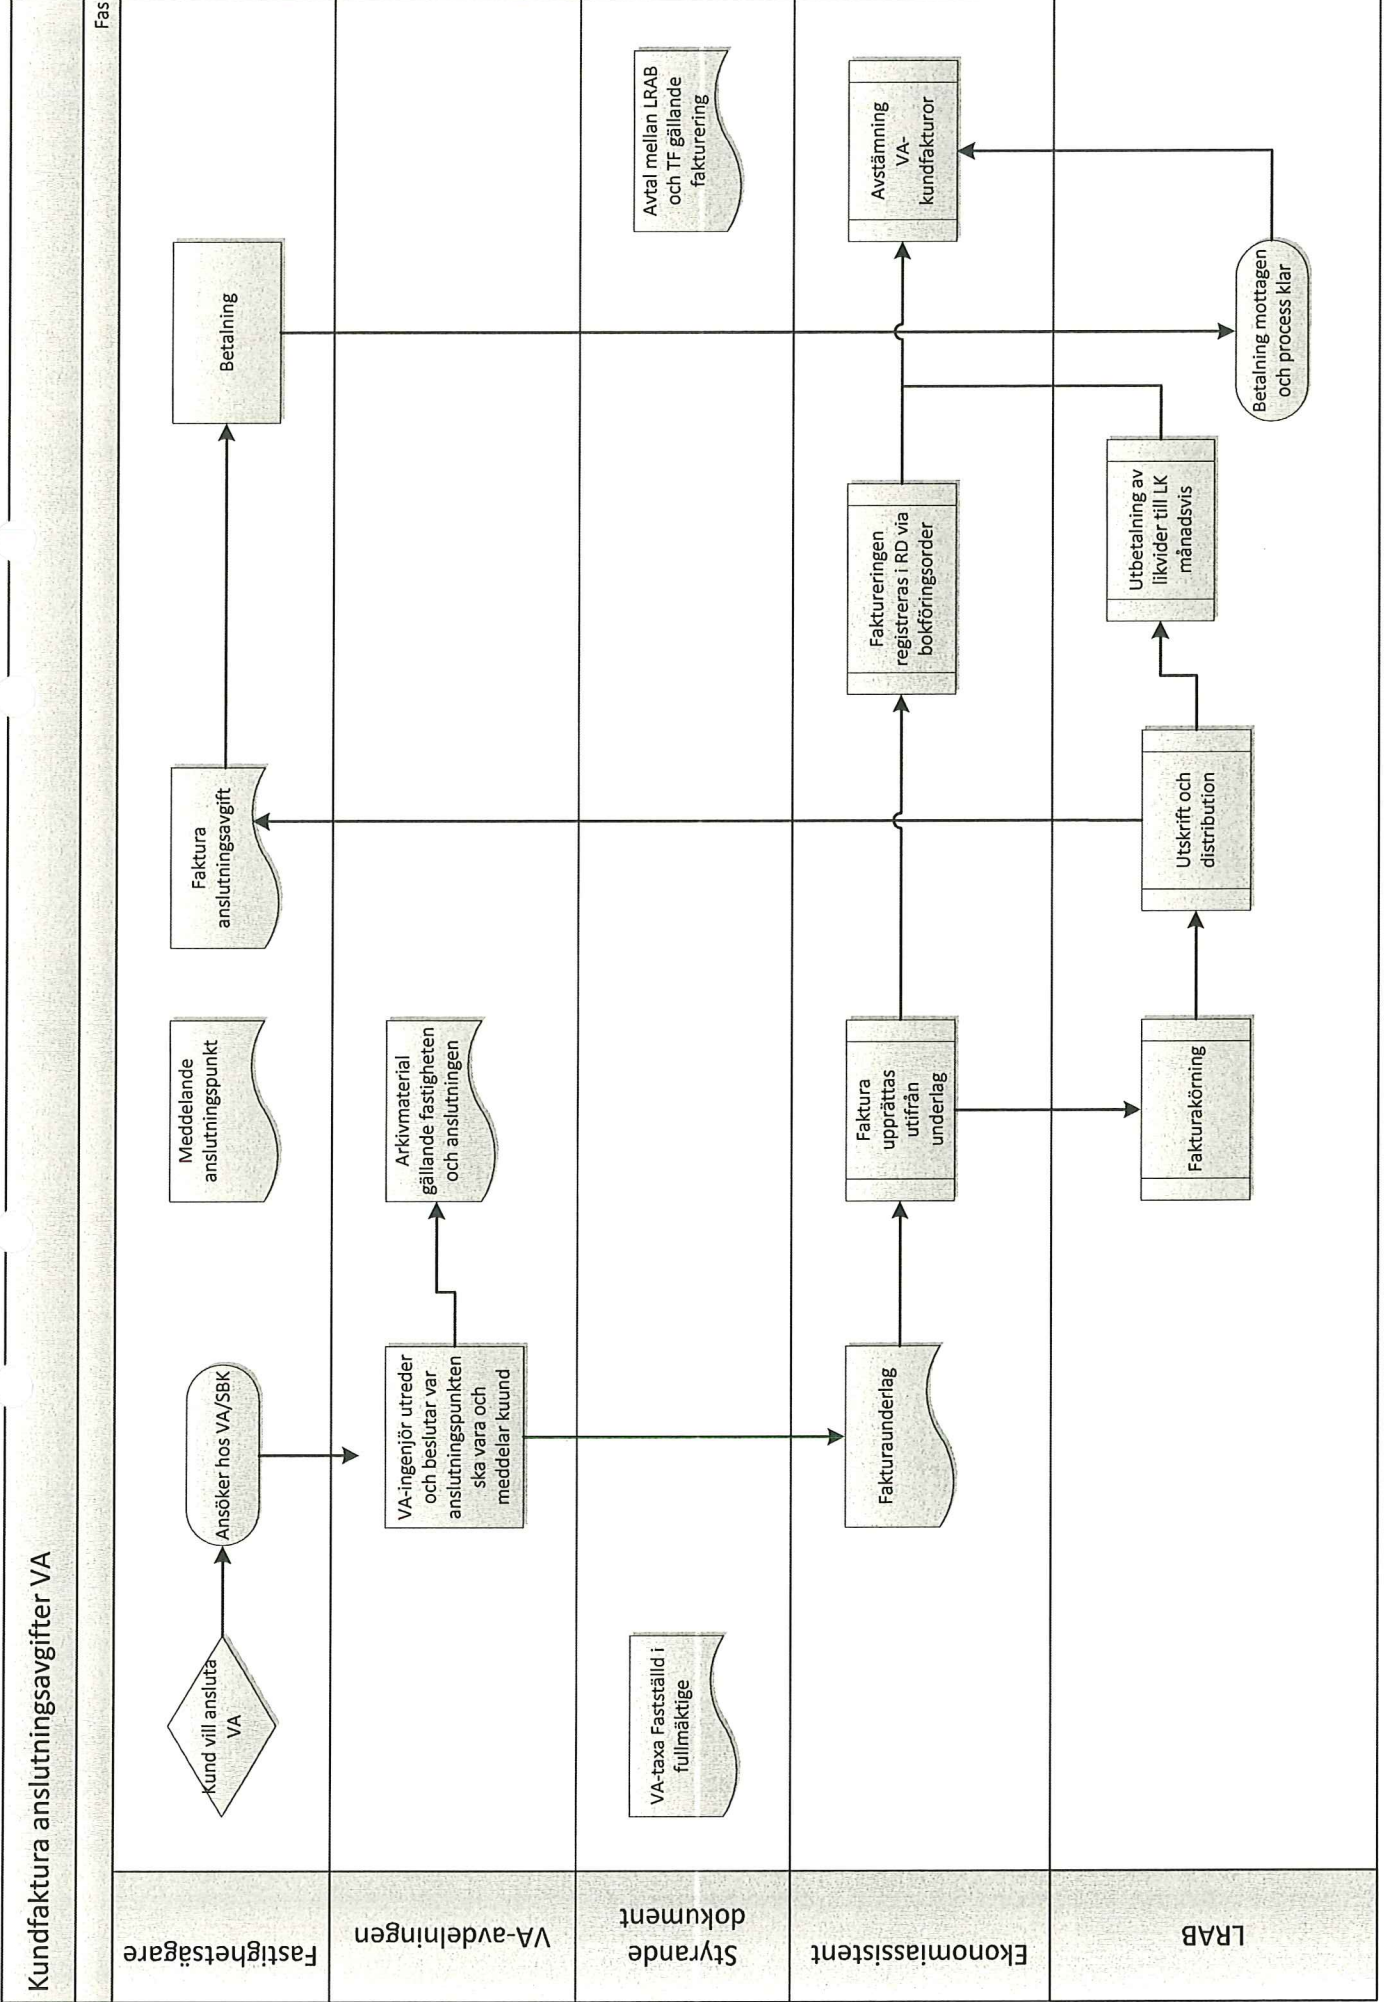 Kundfaktura anslutningsavgifter VA
Fas
Fastighetsägare
Kund vill ansluta
VA
Ansöker hos VA/SBK
Meddelande
anslutningspunkt
Faktura
anslutningsavgift
Betalning
VA-avdelningen
VA-ingenjör utreder
och beslutar var
anslutningspunkten
ska vara och
meddelar kuund
Arkivmaterial
gällande fastigheten
och anslutningen
Styrande
dokument
VA-taxa Fastställd i
fullmäktige
Avtal mellan LRAB
och TF gällande
fakturering
Ekonomiassistent
Fakturaunderlag
Faktura
upprättas
utifrån
underlag
Faktureringen
registreras i RD via
bokföringsorder
Avstämning
VA-
kundfakturor
LRAB
Fakturakörning
Utskrift och
distribution
Utbetalning av
likvider till LK
månadsvis
Betalning mottagen
och process klar